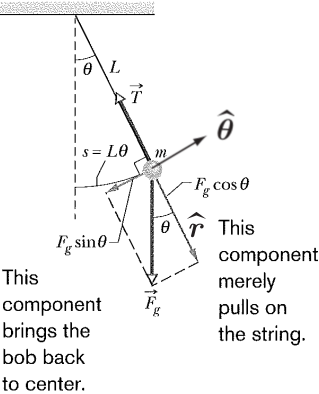 θ
L
T
θ̂
s = Lθ
m
F_g cos θ
F_g sin θ
θ
r̂
This
component
merely
pulls on
the string.
F_g
This
component
brings the
bob back
to center.